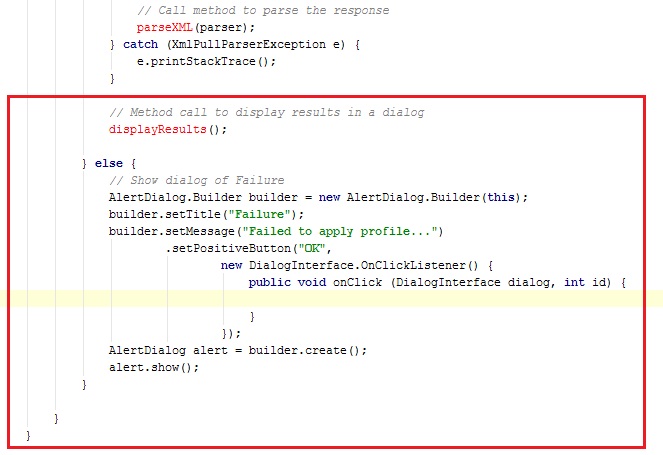 // Call method to parse the response
parseXML(parser);
} catch (XmlPullParserException e) {
e.printStackTrace();
}
// Method call to display results in a dialog
displayResults();
} else {
// Show dialog of Failure
AlertDialog.Builder builder = new AlertDialog.Builder(this);
builder.setTitle("Failure");
builder.setMessage("Failed to apply profile...")
.setPositiveButton("OK",
new DialogInterface.OnClickListener() {
public void onClick (DialogInterface dialog, int id) {
}
});
AlertDialog alert = builder.create();
alert.show();
}
}
}